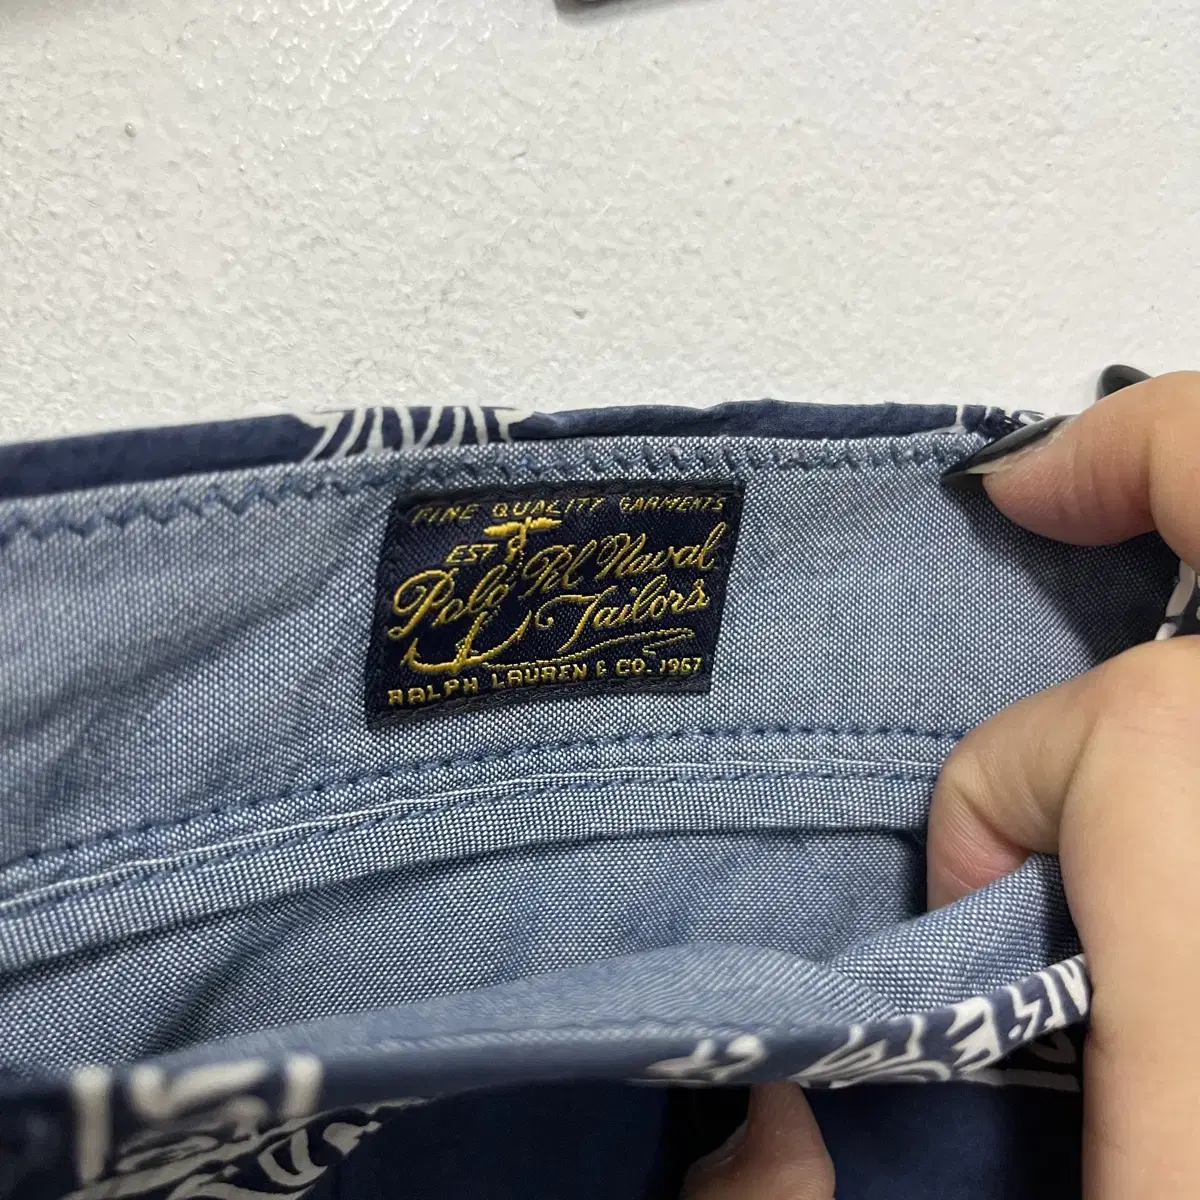 FINE QUALITY GARMENTS
EST
Polo Rl Naval
Tailors
RALPH LAUREN & CO. 1967